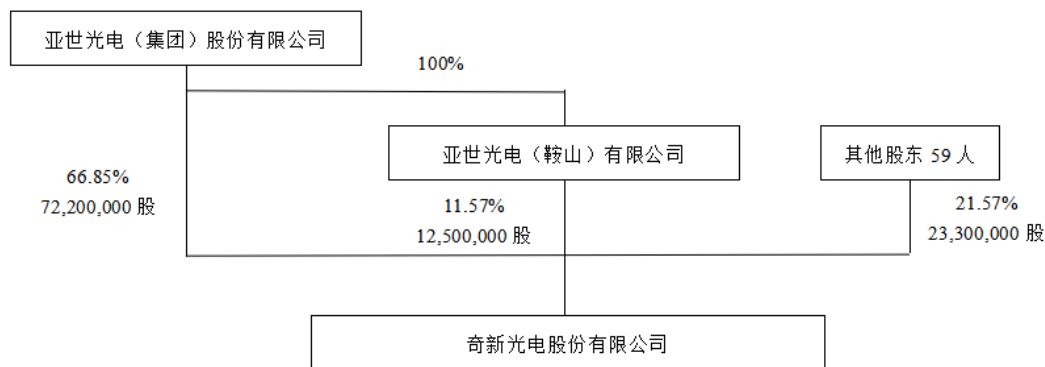 亚世光电（集团）股份有限公司
100%
亚世光电（鞍山）有限公司
其他股东 59 人
66.85%
72,200,000 股
11.57%
12,500,000 股
21.57%
23,300,000 股
奇新光电股份有限公司